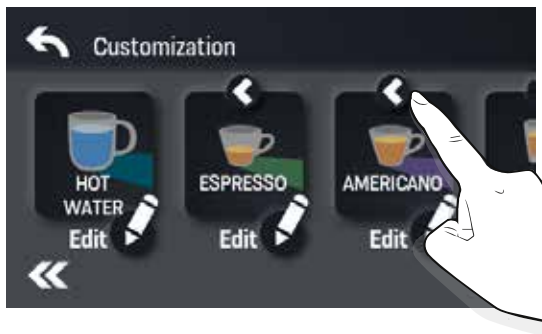 Customization
HOT
WATER
ESPRESSO
AMERICANO
Edit
Edit
Edit